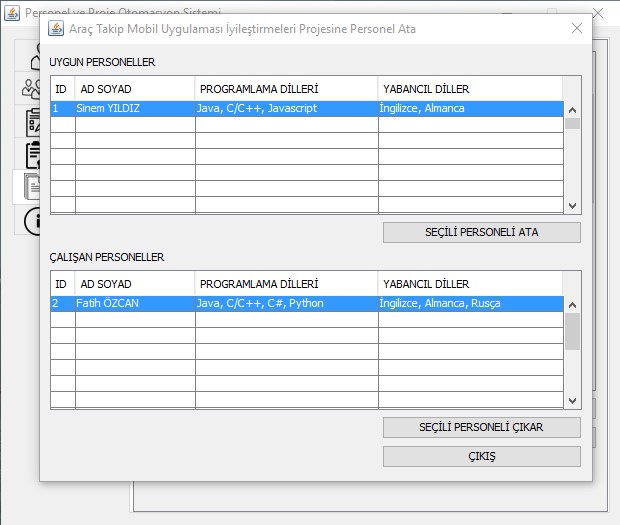 Personel ve Proje Otomasyon Sistemi
Araç Takip Mobil Uygulaması İyileştirmeleri Projesine Personel Ata
UYGUN PERSONELLER
ID AD SOYAD PROGRAMLAMA DİLLERİ YABANCIL DİLLER
1 Sinem YILDIZ Java, C/C++, Javascript İngilizce, Almanca
SEÇİLİ PERSONELİ ATA
ÇALIŞAN PERSONELLER
ID AD SOYAD PROGRAMLAMA DİLLERİ YABANCIL DİLLER
2 Fatih ÖZCAN Java, C/C++, C#, Python İngilizce, Almanca, Rusça
SEÇİLİ PERSONELİ ÇIKAR
ÇIKIŞ